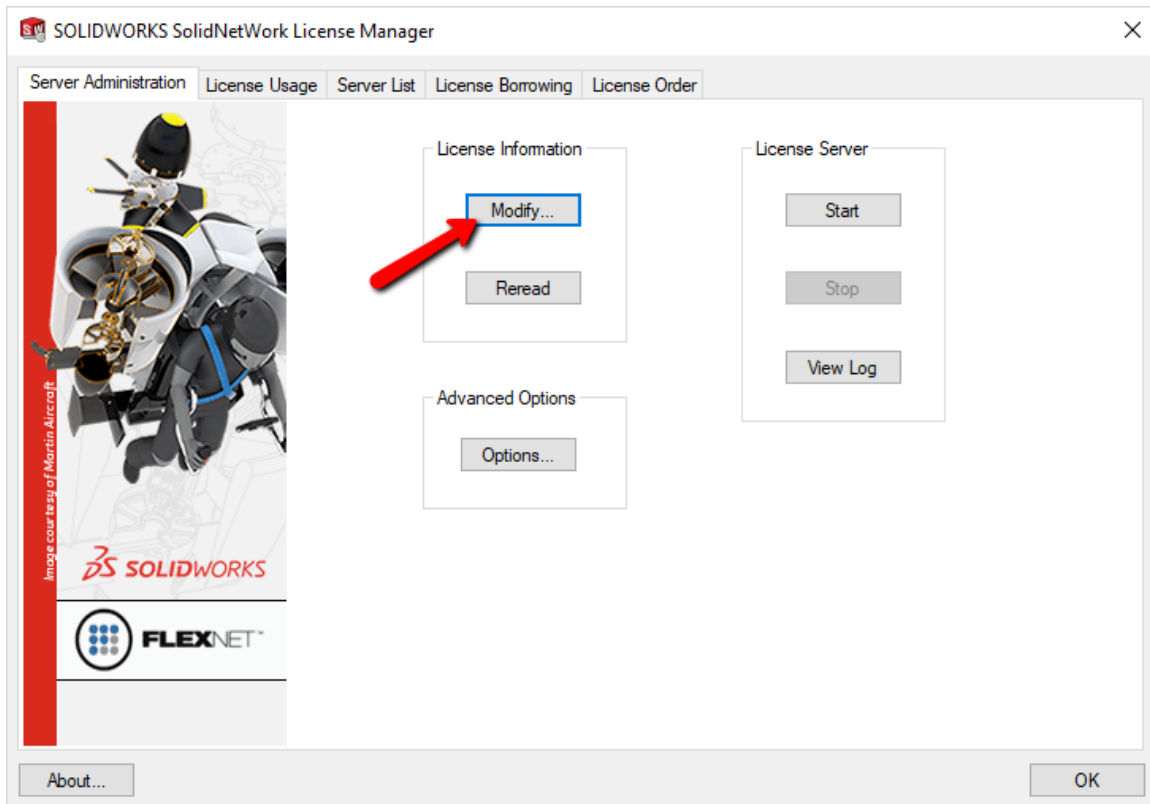 SOLIDWORKS SolidNetWork License Manager
Server Administration
License Usage
Server List
License Borrowing
License Order
License Information
Modify...
Reread
Advanced Options
Options...
License Server
Start
Stop
View Log
Image courtesy of Martin Aircraft
SOLIDWORKS
FLEXNET™
About...
OK